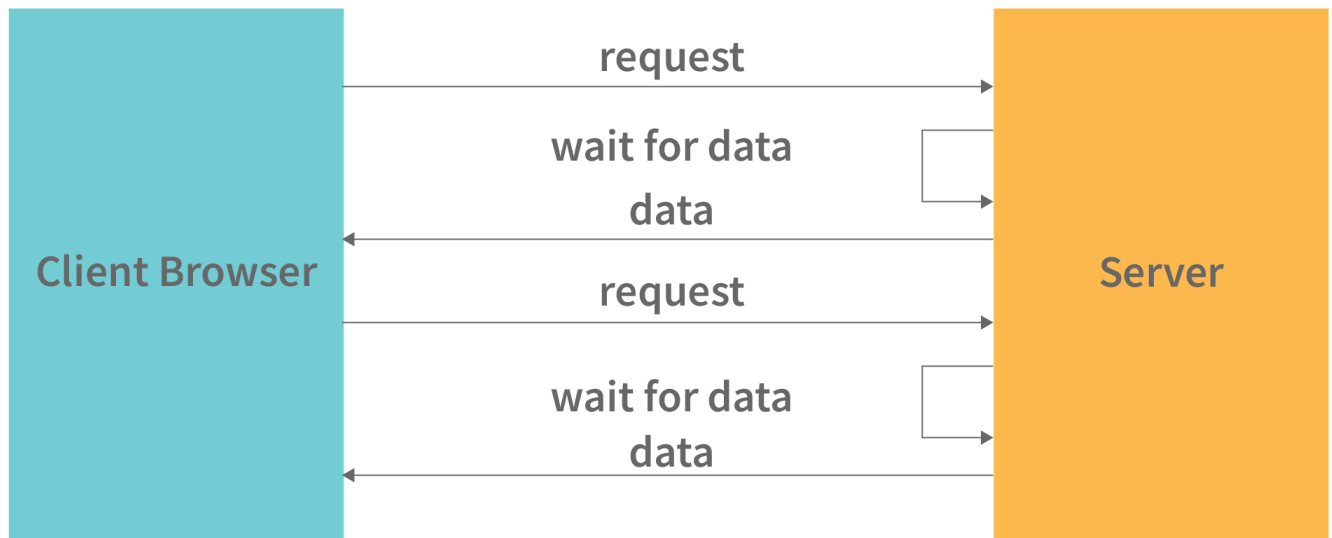 request
wait for data
data
Client Browser
Server
request
wait for data
data